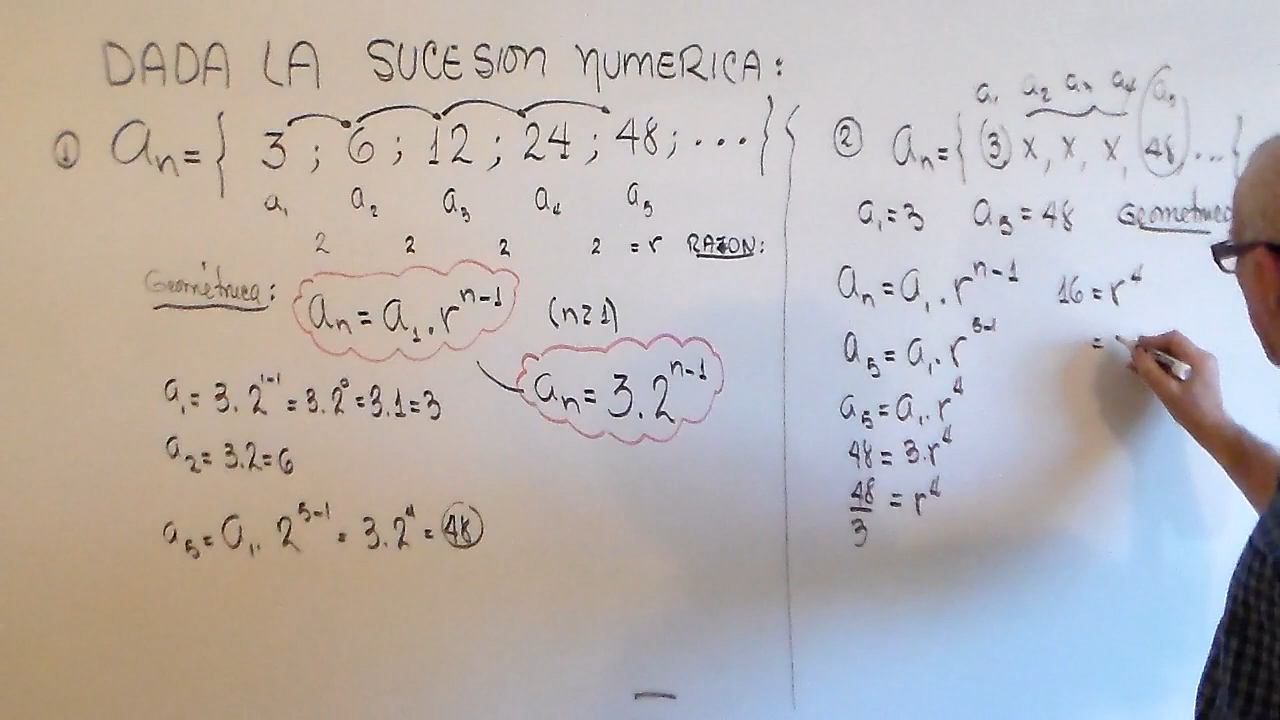 DADA LA SUCESION NUMERICA:
① aₙ= { 3 ; 6 ; 12 ; 24 ; 48 ; ... }
a₁ a₂ a₃ a₄ a₅
2 2 2 2 = r RAZON:
Geométrica:
aₙ = a₁ . rⁿ⁻¹ (n≥1)
aₙ = 3.2ⁿ⁻¹
a₁ = 3.2¹⁻¹ = 3.2⁰ = 3.1 = 3
a₂ = 3.2 = 6
a₅ = a₁. 2⁵⁻¹ = 3.2⁴ = 48
a₁ a₂ a₃ a₄ a₅
② aₙ = { 3 x, x, x, 48 ...}
a₁ = 3 a₅ = 48
aₙ = a₁ . rⁿ⁻¹
a₅ = a₁ . r⁵⁻¹
a₅ = a₁. r⁴
48 = 3.r⁴
48/3 = r⁴
16 = r⁴
=